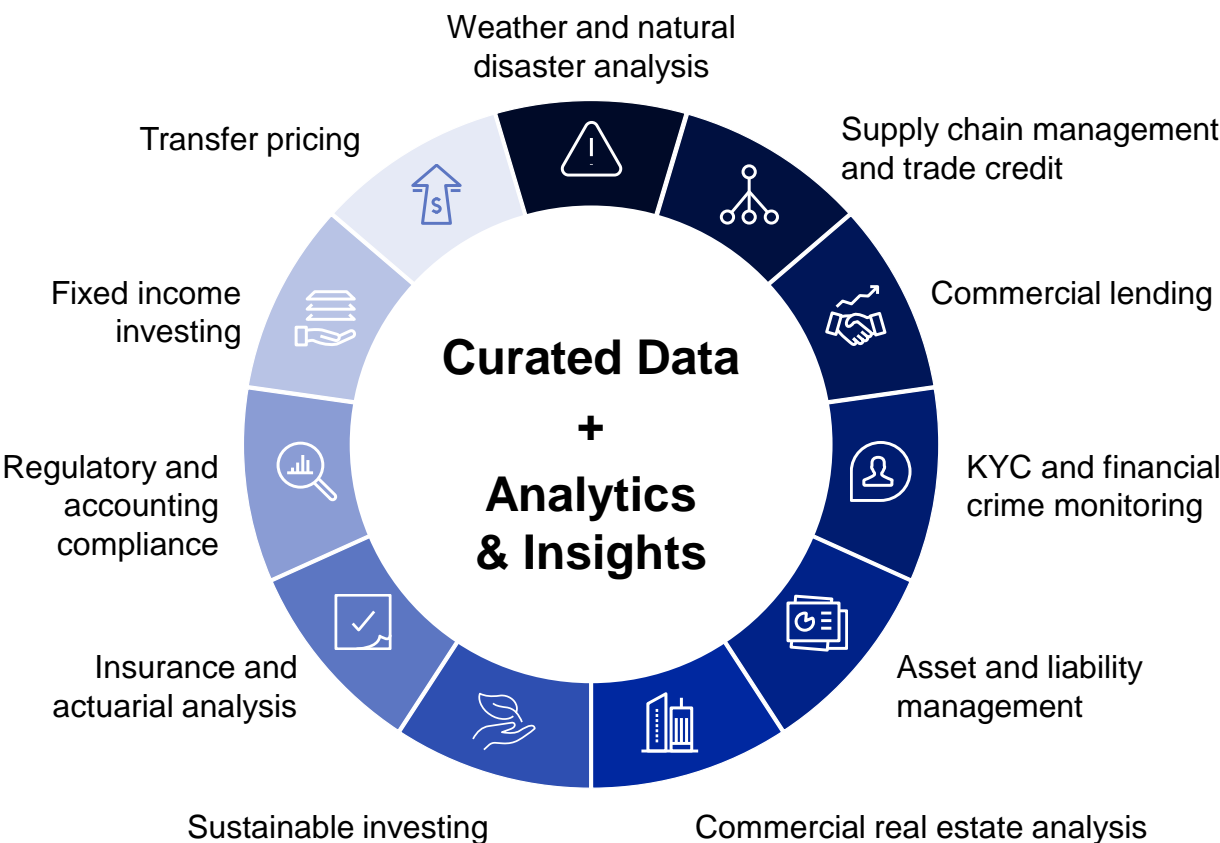 Weather and natural
disaster analysis
Supply chain management
and trade credit
Commercial lending
KYC and financial
crime monitoring
Asset and liability
management
Commercial real estate analysis
Sustainable investing
Insurance and
actuarial analysis
Regulatory and
accounting
compliance
Fixed income
investing
Transfer pricing
$
!
Curated Data
+
Analytics
& Insights